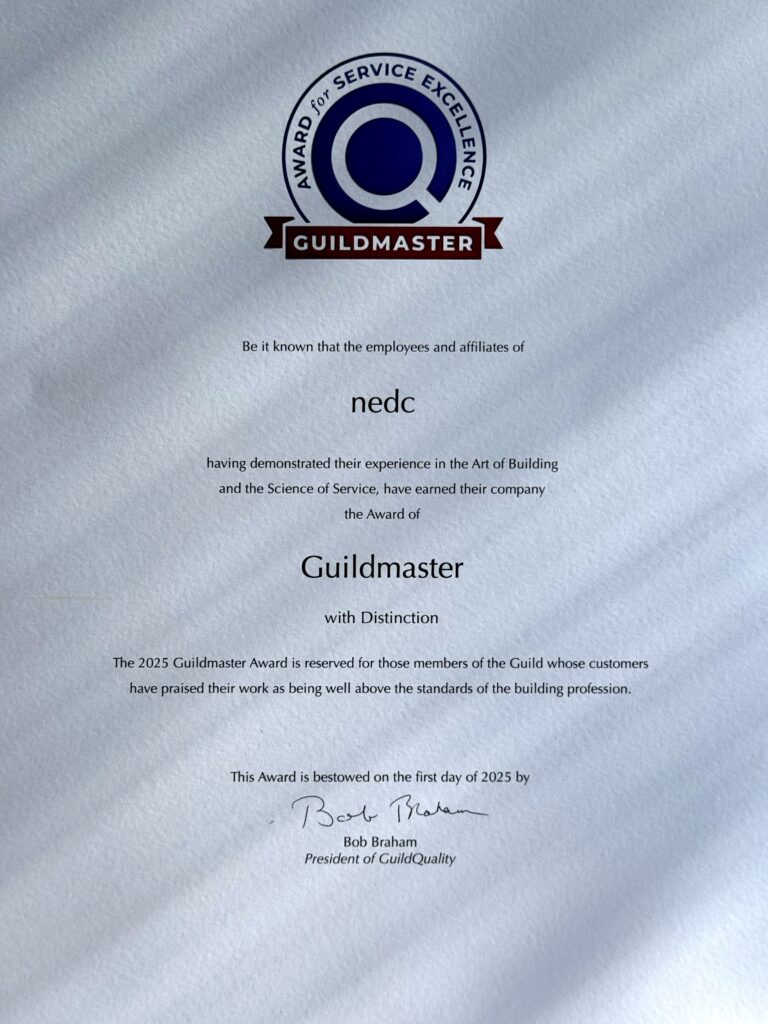 AWARD for SERVICE EXCELLENCE
GUILDMASTER
Be it known that the employees and affiliates of
nedc
having demonstrated their experience in the Art of Building
and the Science of Service, have earned their company
the Award of
Guildmaster
with Distinction
The 2025 Guildmaster Award is reserved for those members of the Guild whose customers
have praised their work as being well above the standards of the building profession.
This Award is bestowed on the first day of 2025 by
Bob Braham
Bob Braham
President of GuildQuality